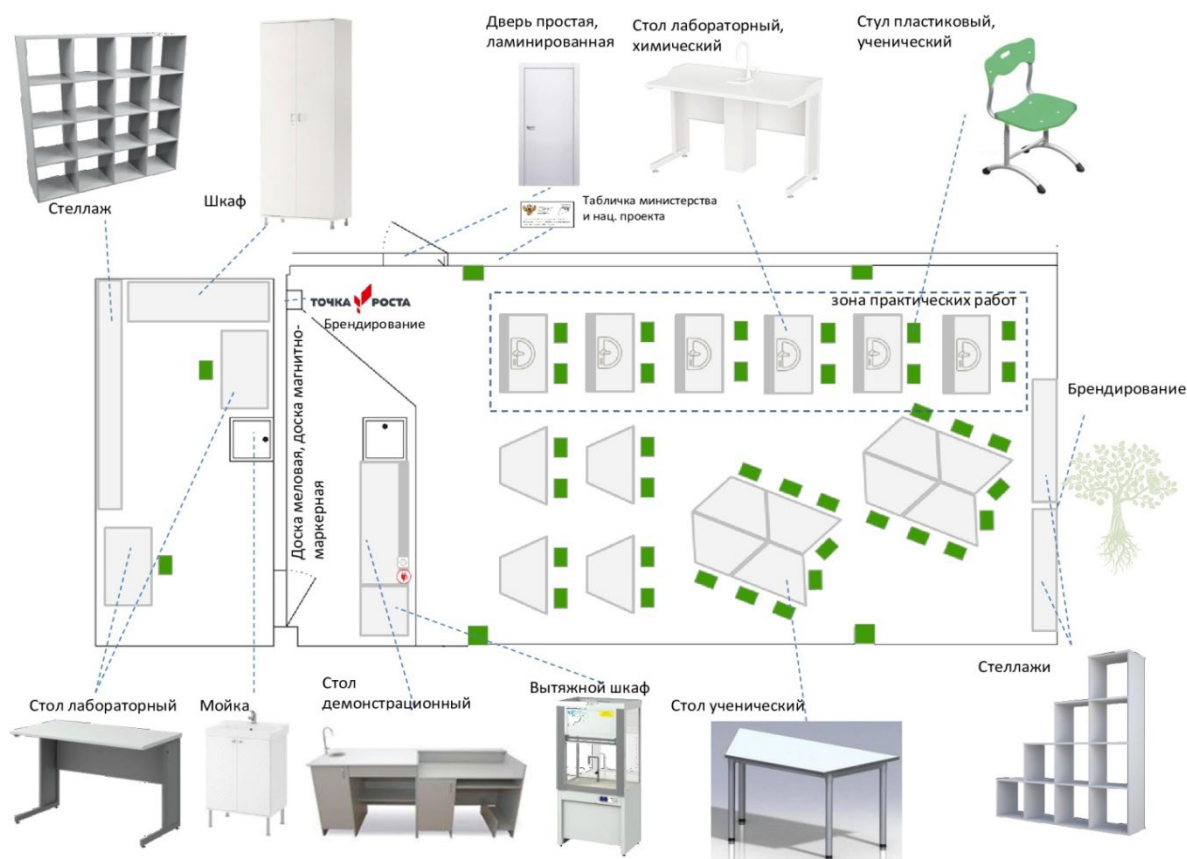 Дверь простая,
ламинированная
Стол лабораторный,
химический
Стул пластиковый,
ученический
Стеллаж
Шкаф
Табличка министерства
и нац. проекта
ТОЧКА РОСТА
Брендирование
зона практических работ
Брендирование
Доска меловая, доска магнитно-
маркерная
Стеллажи
Стол лабораторный
Мойка
Стол
демонстрационный
Вытяжной шкаф
Стол ученический